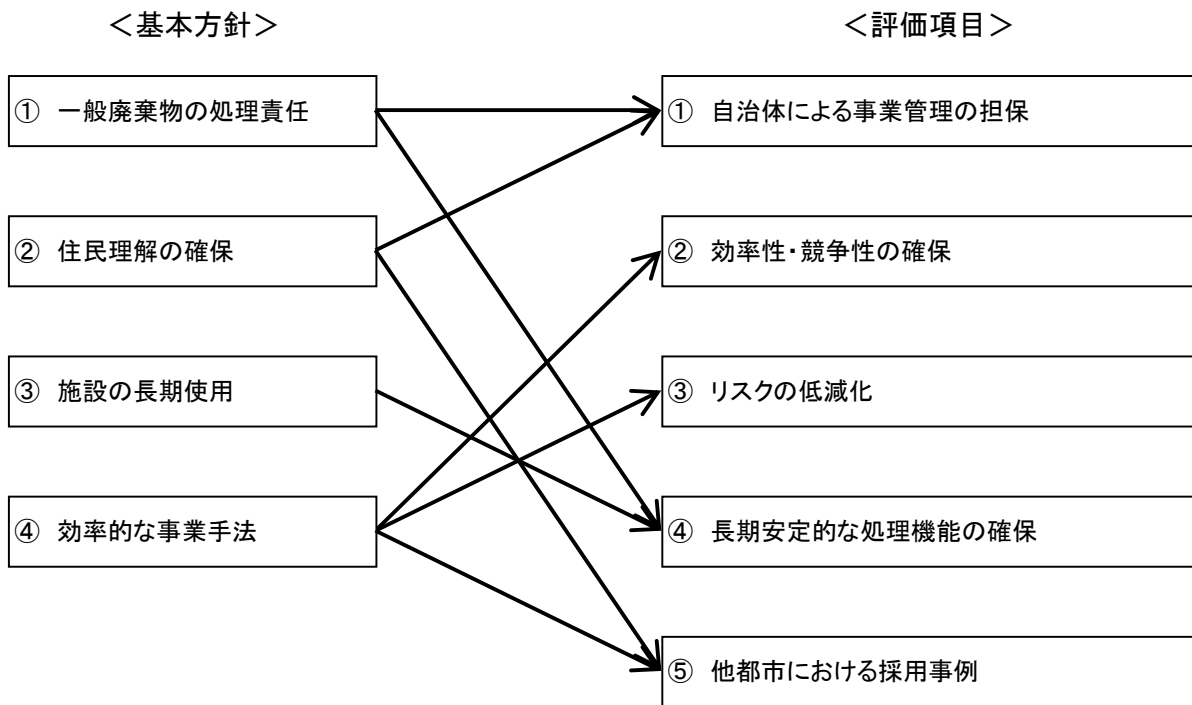 <基本方針>
① 一般廃棄物の処理責任
② 住民理解の確保
③ 施設の長期使用
④ 効率的な事業手法
<評価項目>
① 自治体による事業管理の担保
② 効率性・競争性の確保
③ リスクの低減化
④ 長期安定的な処理機能の確保
⑤ 他都市における採用事例